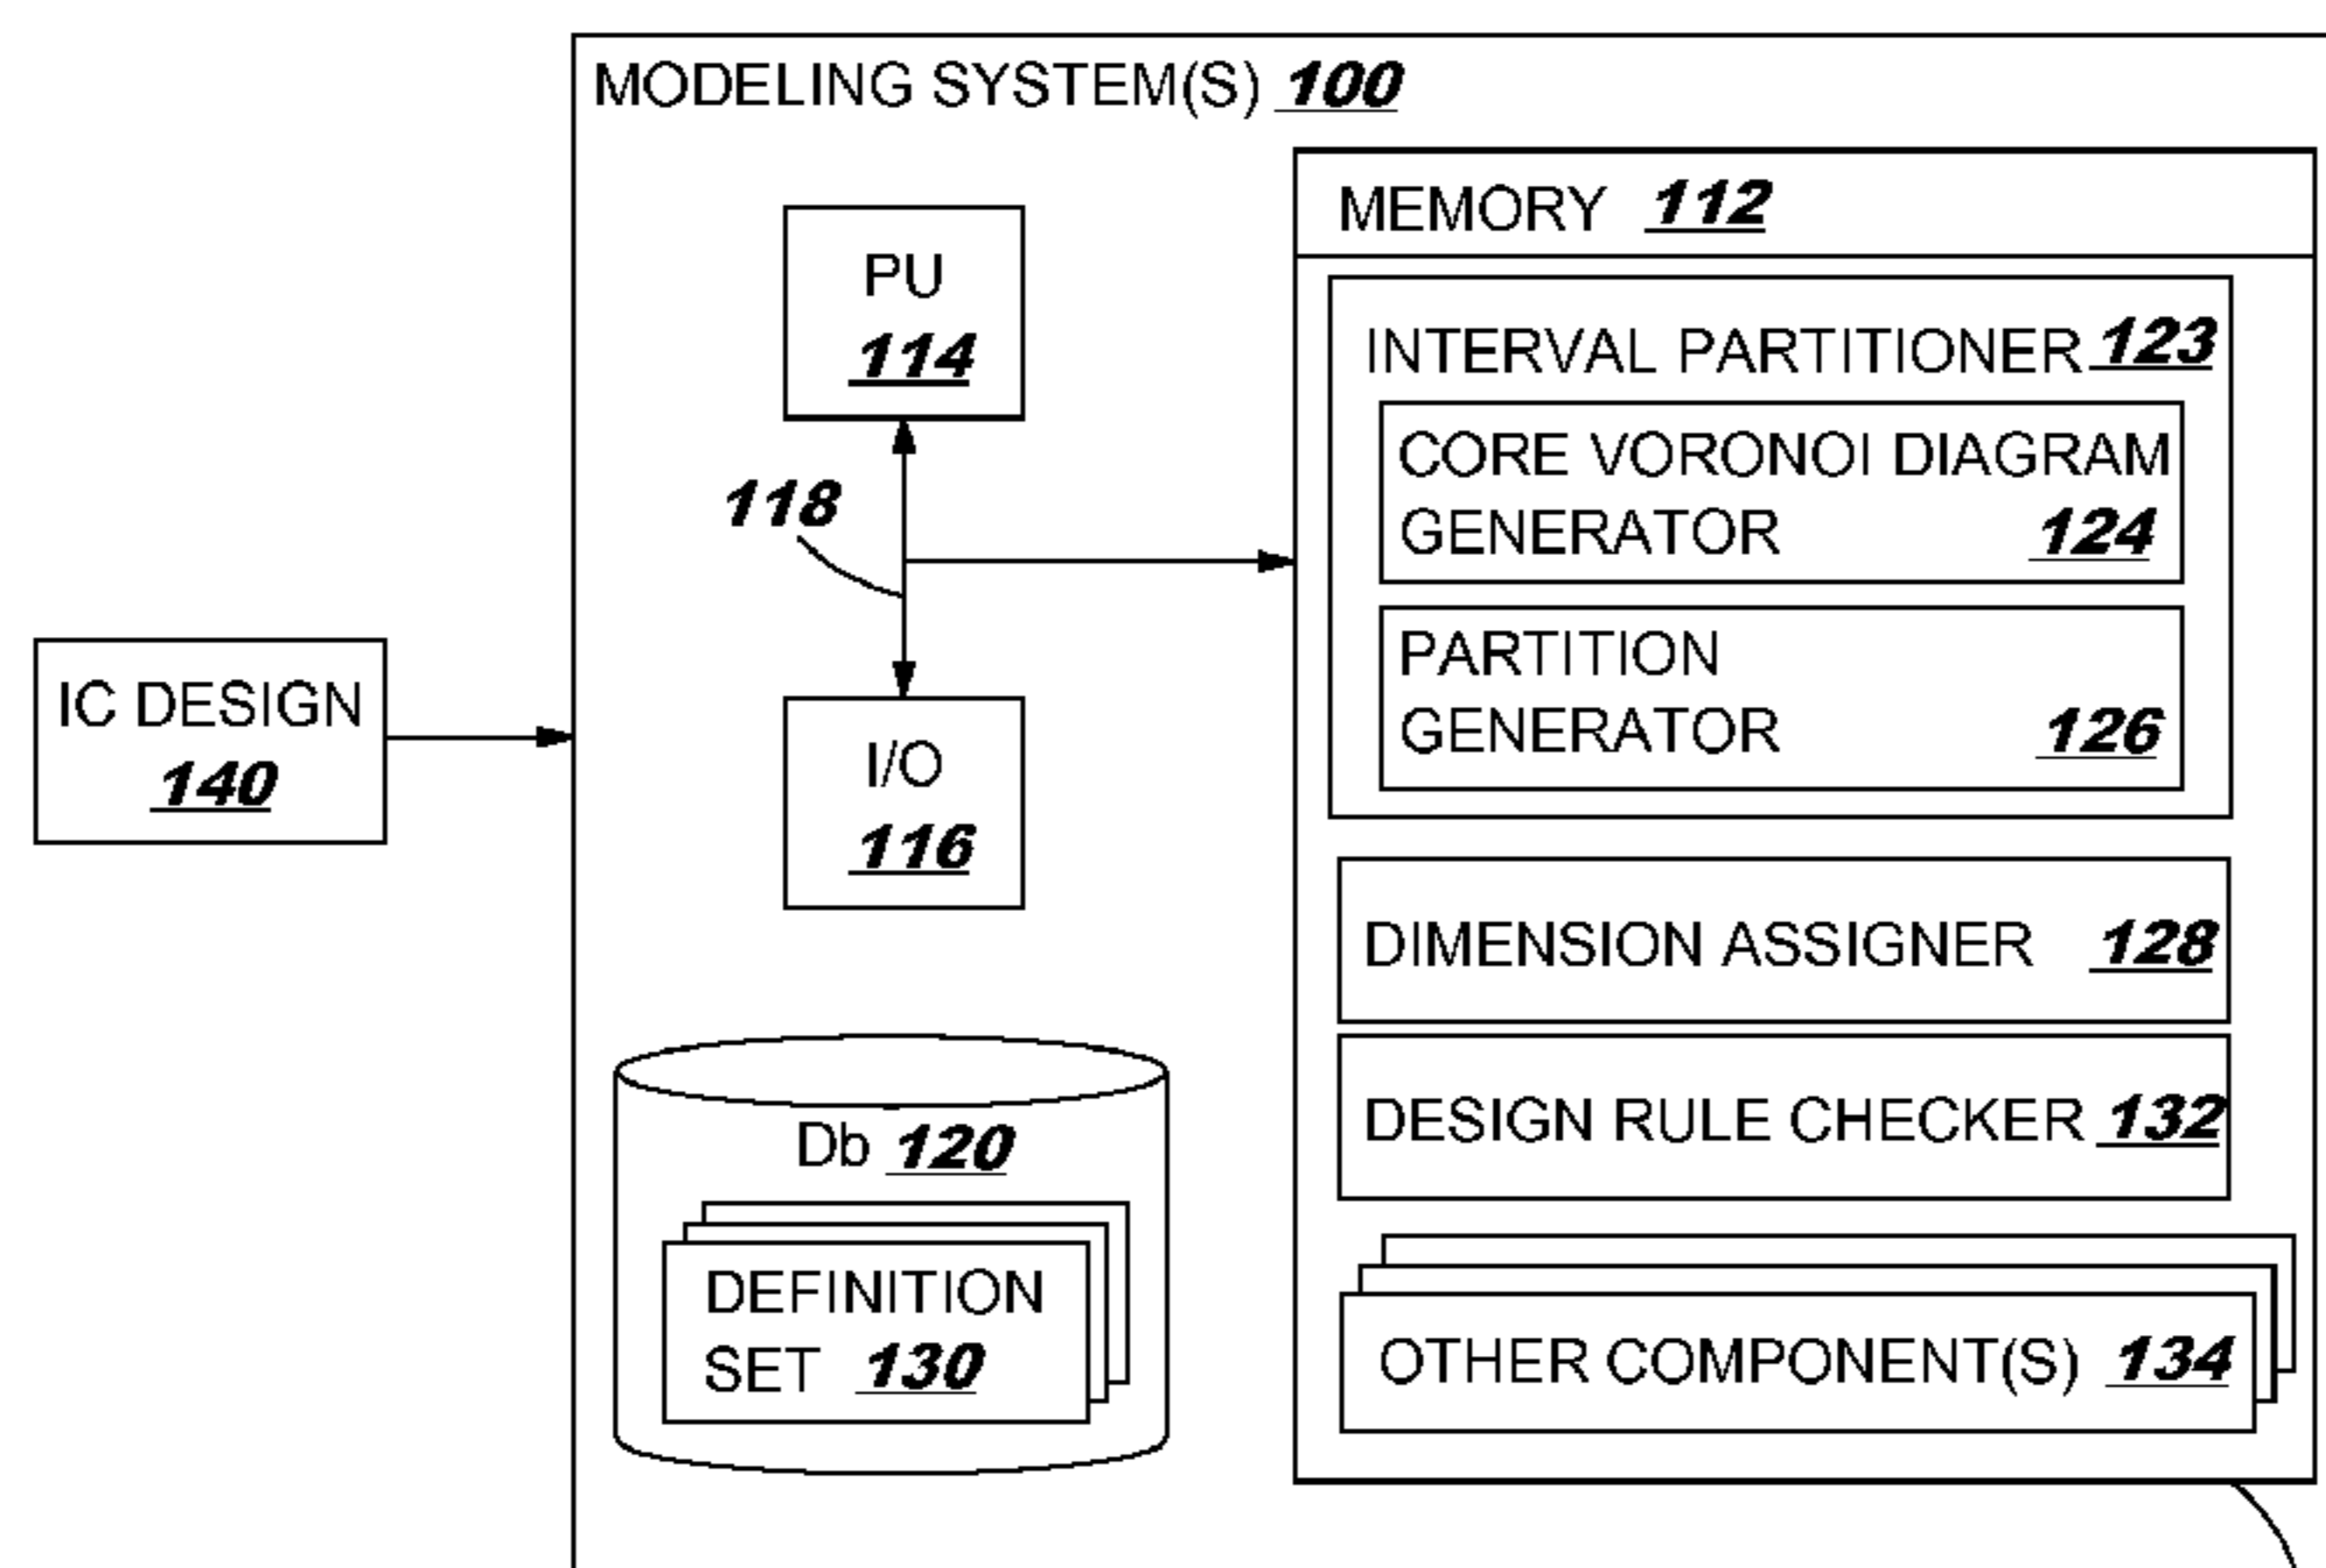 MODELING SYSTEM(S) 100
MEMORY 112
PU
114
INTERVAL PARTITIONER 123
CORE VORONOI DIAGRAM
GENERATOR 124
118
PARTITION
GENERATOR 126
IC DESIGN
140
I/O
116
DIMENSION ASSIGNER 128
DESIGN RULE CHECKER 132
Db 120
DEFINITION
SET 130
OTHER COMPONENT(S) 134